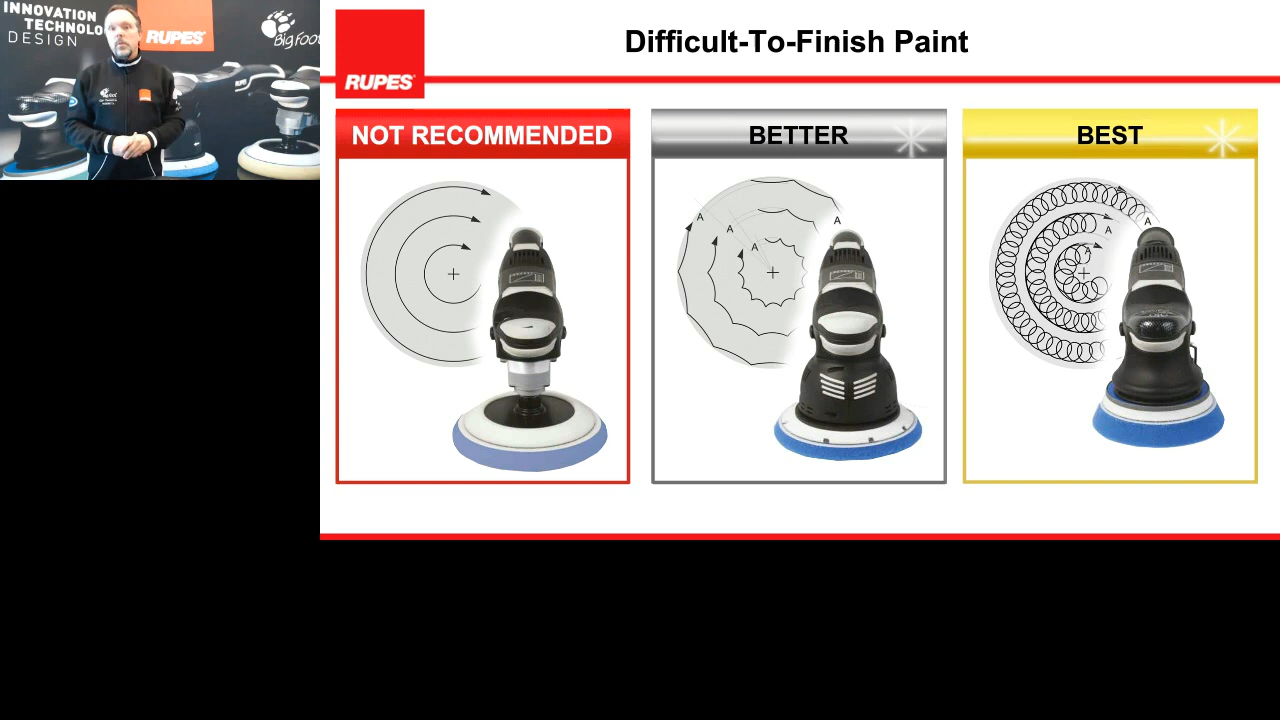 INNOVATION
TECHNOLO
DESIGN
RUPES
BigFoot
RUPES
Difficult-To-Finish Paint
NOT RECOMMENDED
BETTER
BEST
A
A
A
A
A
A